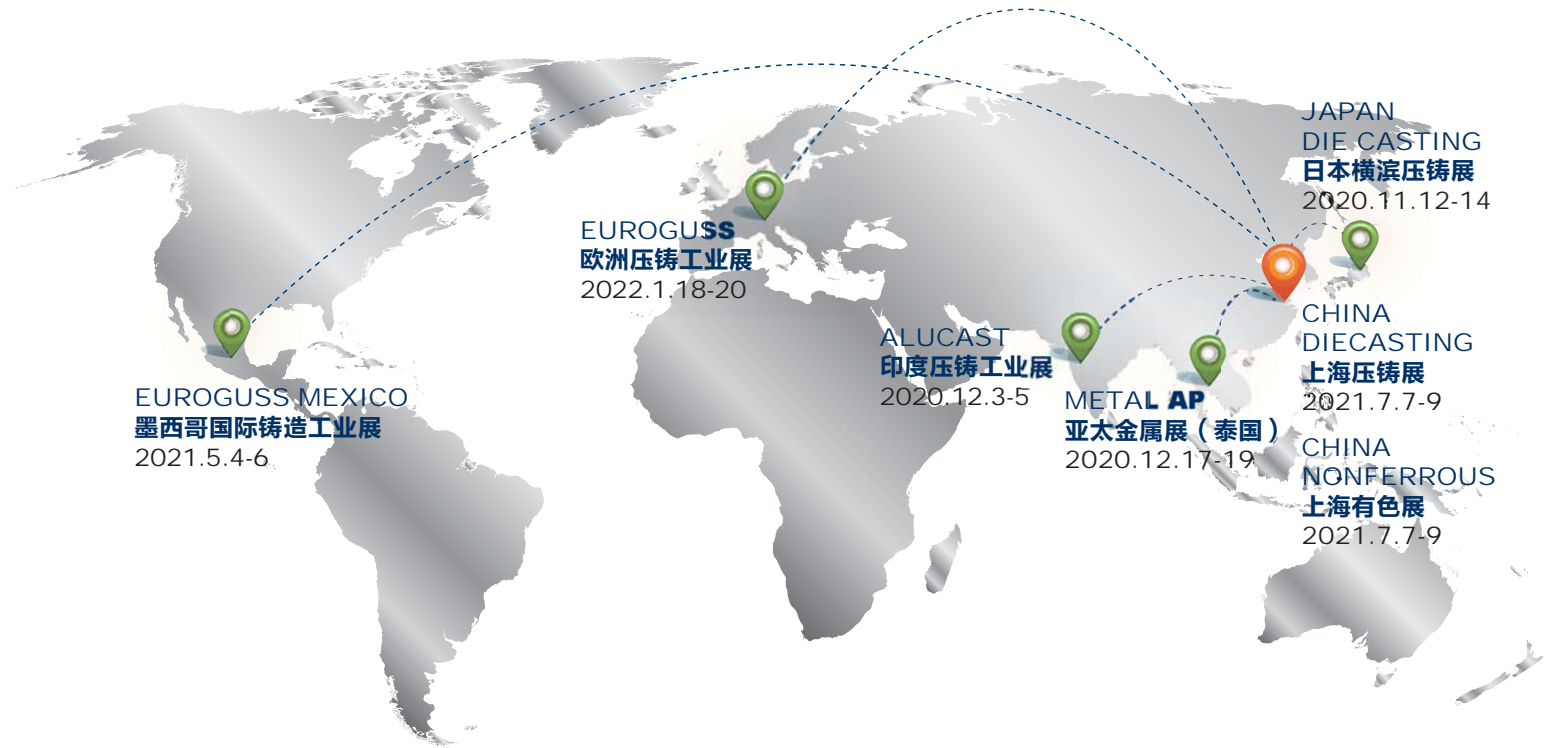 JAPAN
DIE CASTING
日本横滨压铸展
2020.11.12-14
EUROGUSS
欧洲压铸工业展
2022.1.18-20
CHINA
DIECASTING
上海压铸展
2021.7.7-9
ALUCAST
印度压铸工业展
2020.12.3-5
METAL AP
亚太金属展（泰国）
2020.12.17-19
EUROGUSS MEXICO
墨西哥国际铸造工业展
2021.5.4-6
CHINA
NONFERROUS
上海有色展
2021.7.7-9